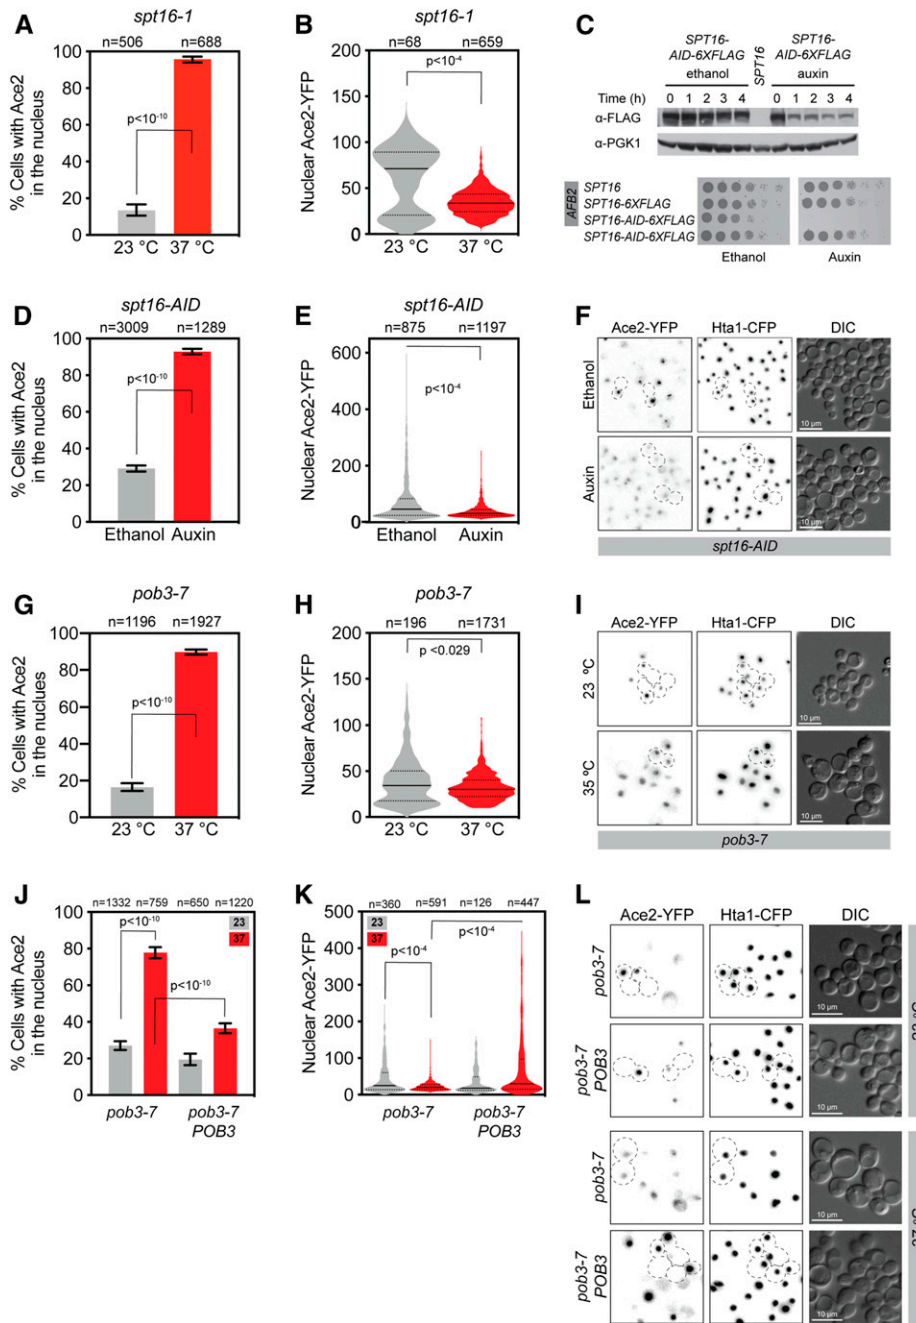 A
spt16-1
n=506 n=688
% Cells with Ace2
in the nucleus
100
80
60
40
20
0
p<10-10
23 °C 37 °C
B
spt16-1
n=68 n=659
Nuclear Ace2-YFP
200
150
100
50
0
p<10-4
23 °C 37 °C
C
SPT16-
AID-6XFLAG
ethanol
SPT16
SPT16-
AID-6XFLAG
auxin
Time (h) 0 1 2 3 4 0 1 2 3 4
α-FLAG
α-PGK1
AFB2
SPT16
SPT16-6XFLAG
SPT16-AID-6XFLAG
SPT16-AID-6XFLAG
Ethanol Auxin
D
spt16-AID
n=3009 n=1289
% Cells with Ace2
in the nucleus
100
80
60
40
20
0
p<10-10
Ethanol Auxin
E
spt16-AID
n=875 n=1197
Nuclear Ace2-YFP
600
400
200
0
p<10-4
Ethanol Auxin
F
Ace2-YFP Hta1-CFP DIC
Ethanol
10 µm
Auxin
10 µm
spt16-AID
G
pob3-7
n=1196 n=1927
% Cells with Ace2
in the nuclues
100
80
60
40
20
0
p<10-10
23 °C 37 °C
H
pob3-7
n=196 n=1731
Nuclear Ace2-YFP
200
150
100
50
0
p <0.029
23 °C 37 °C
I
Ace2-YFP Hta1-CFP DIC
23 ºC
10 µm
35 ºC
10 µm
pob3-7
J
n=1332 n=759 n=650 n=1220
% Cells with Ace2
in the nucleus
100
80
60
40
20
0
p<10-10
p<10-10
23
37
pob3-7 pob3-7
POB3
K
n=360 n=591 n=126 n=447
Nuclear Ace2-YFP
500
400
300
200
100
0
23
37
p<10-4
p<10-4
pob3-7 pob3-7
POB3
L
Ace2-YFP Hta1-CFP DIC
pob3-7
10 µm
pob3-7
POB3
10 µm
pob3-7
10 µm
pob3-7
POB3
10 µm